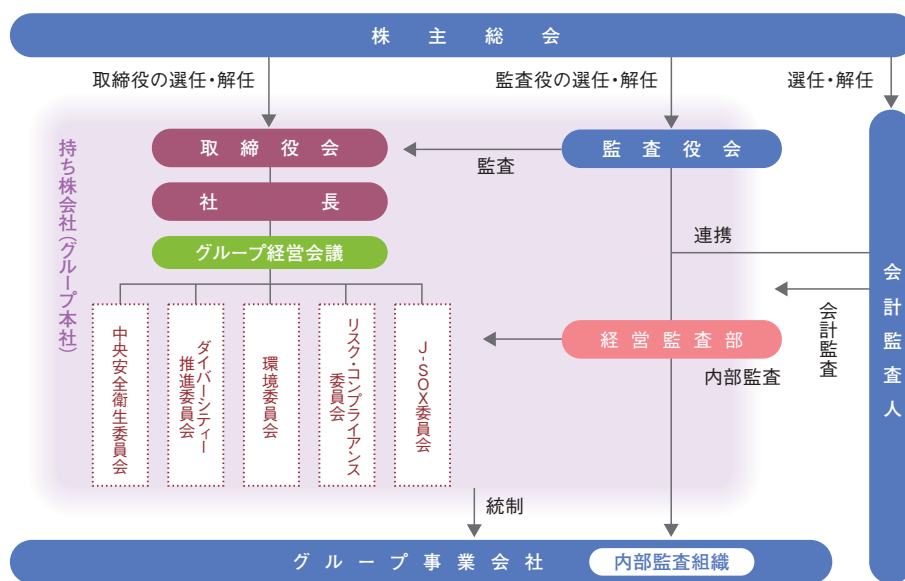 株主総会
取締役の選任・解任
監査役の選任・解任
選任・解任
持ち株会社（グループ本社）
取締役会
監査
監査役会
社長
グループ経営会議
連携
会計監査人
会計監査
中央安全衛生委員会
ダイバーシティー
推進委員会
環境委員会
リスク・コンプライアンス
委員会
J-SOX委員会
経営監査部
内部監査
統制
グループ事業会社
内部監査組織